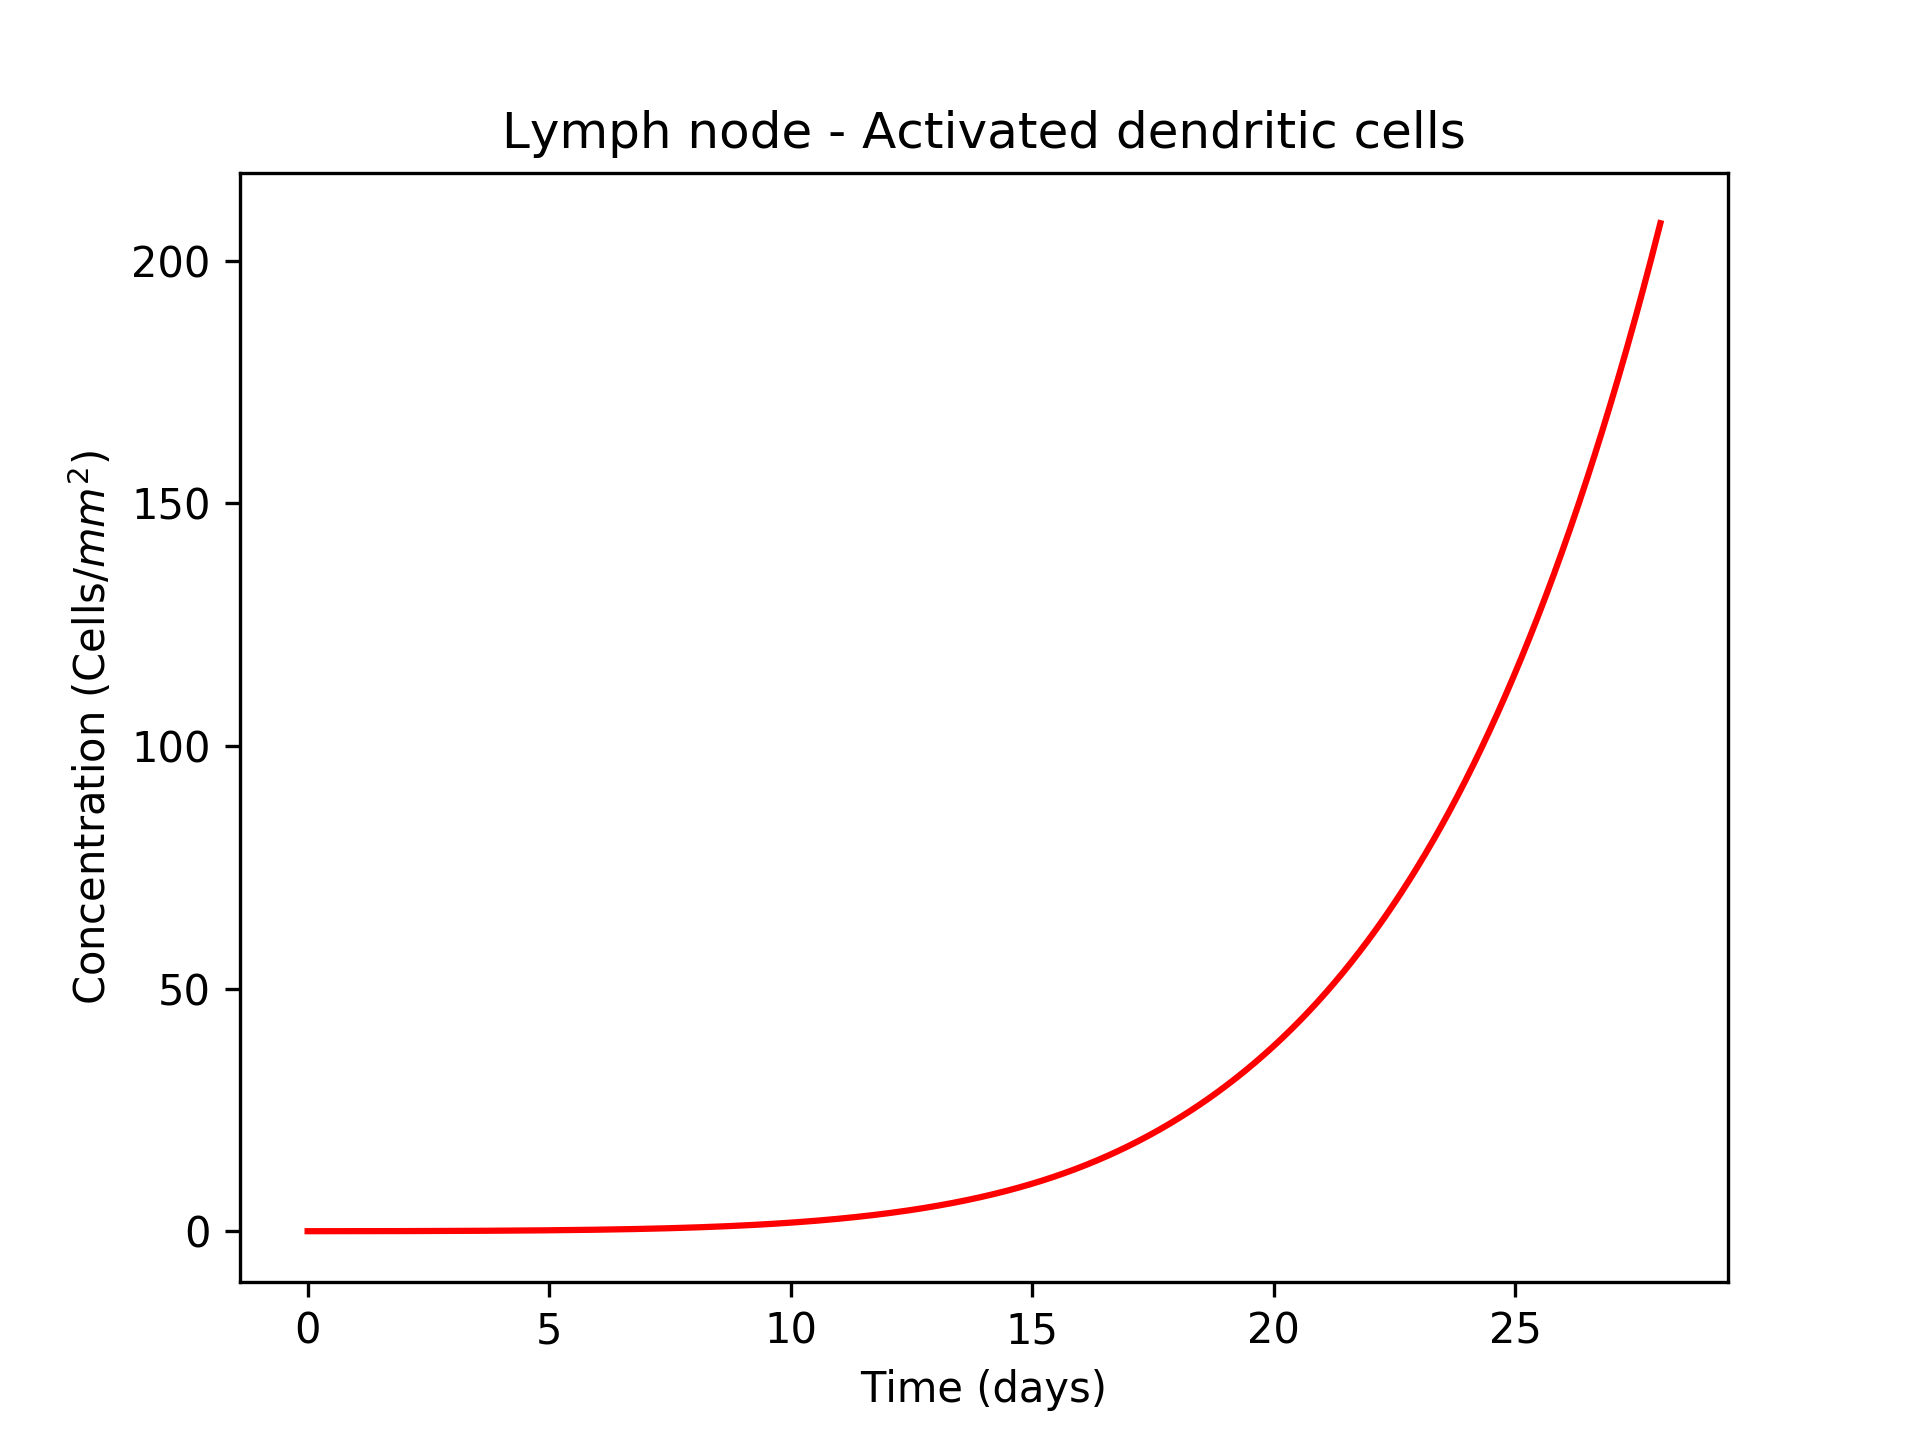 Lymph node - Activated dendritic cells
Concentration (Cells/mm²)
200
150
100
50
0
0 5 10 15 20 25
Time (days)